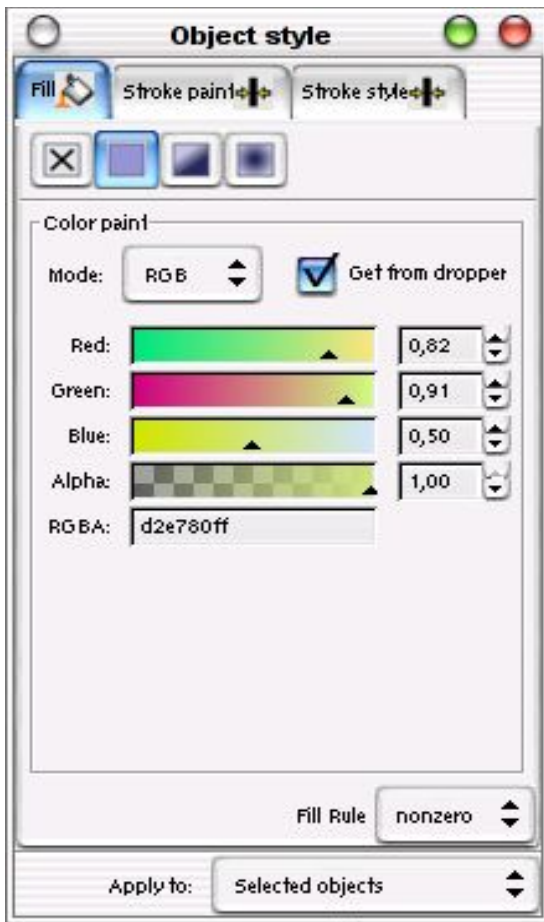 Object style
Fill Stroke paint Stroke style
Color paint
Mode: RGB Get from dropper
Red: 0,82
Green: 0,91
Blue: 0,50
Alpha: 1,00
RGBA: d2e780ff
Fill Rule nonzero
Apply to: Selected objects